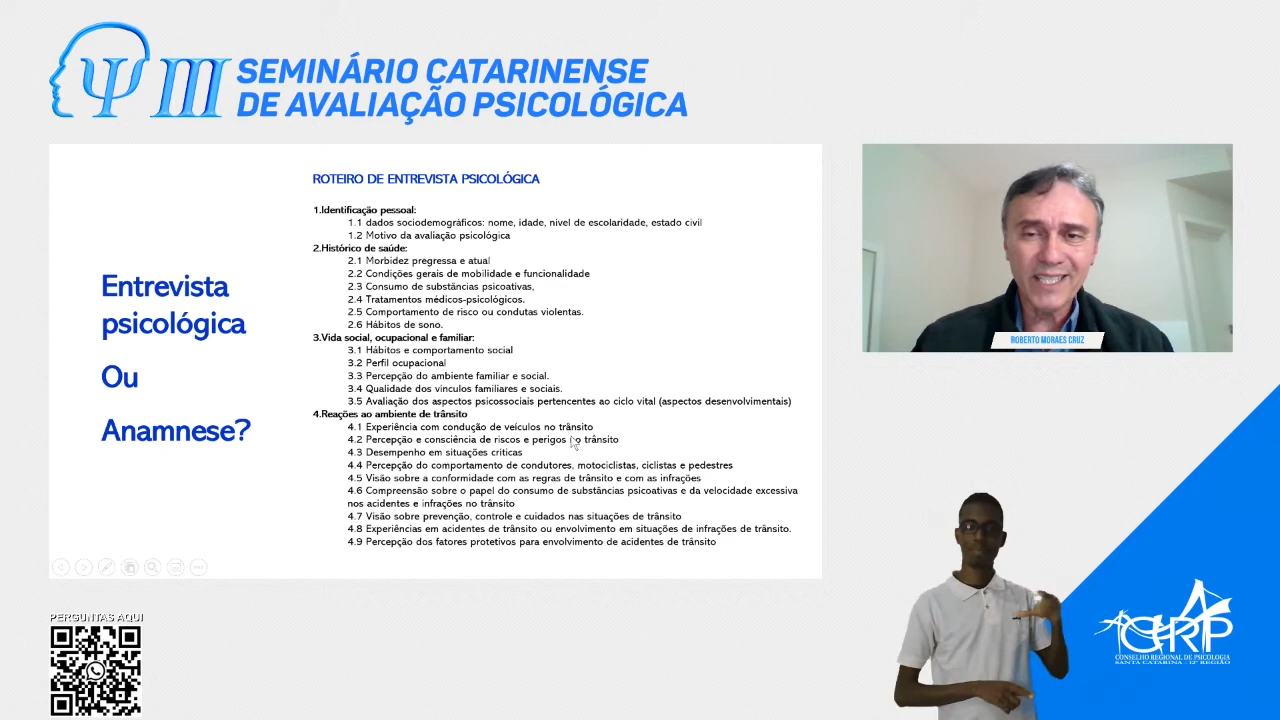 Ψ III SEMINÁRIO CATARINENSE
DE AVALIAÇÃO PSICOLÓGICA
Entrevista
psicológica
Ou
Anamnese?
ROTEIRO DE ENTREVISTA PSICOLÓGICA
1.Identificação pessoal:
1.1 dados sociodemográficos: nome, idade, nível de escolaridade, estado civil
1.2 Motivo da avaliação psicológica
2.Histórico de saúde:
2.1 Morbidez pregressa e atual
2.2 Condições gerais de mobilidade e funcionalidade
2.3 Consumo de substâncias psicoativas,
2.4 Tratamentos médicos-psicológicos.
2.5 Comportamento de risco ou condutas violentas.
2.6 Hábitos de sono.
3.Vida social, ocupacional e familiar:
3.1 Hábitos e comportamento social
3.2 Perfil ocupacional
3.3 Percepção do ambiente familiar e social.
3.4 Qualidade dos vínculos familiares e sociais.
3.5 Avaliação dos aspectos psicossociais pertencentes ao ciclo vital (aspectos desenvolvimentais)
4.Reações ao ambiente de trânsito
4.1 Experiência com condução de veículos no trânsito
4.2 Percepção e consciência de riscos e perigos no trânsito
4.3 Desempenho em situações críticas
4.4 Percepção do comportamento de condutores, motociclistas, ciclistas e pedestres
4.5 Visão sobre a conformidade com as regras de trânsito e com as infrações
4.6 Compreensão sobre o papel do consumo de substâncias psicoativas e da velocidade excessiva
nos acidentes e infrações no trânsito
4.7 Visão sobre prevenção, controle e cuidados nas situações de trânsito
4.8 Experiências em acidentes de trânsito ou envolvimento em situações de infrações de trânsito.
4.9 Percepção dos fatores protetivos para envolvimento de acidentes de trânsito
ROBERTO MORAES CRUZ
PERGUNTAS AQUI
CRP
CONSELHO REGIONAL DE PSICOLOGIA
SANTA CATARINA - 12ª REGIÃO